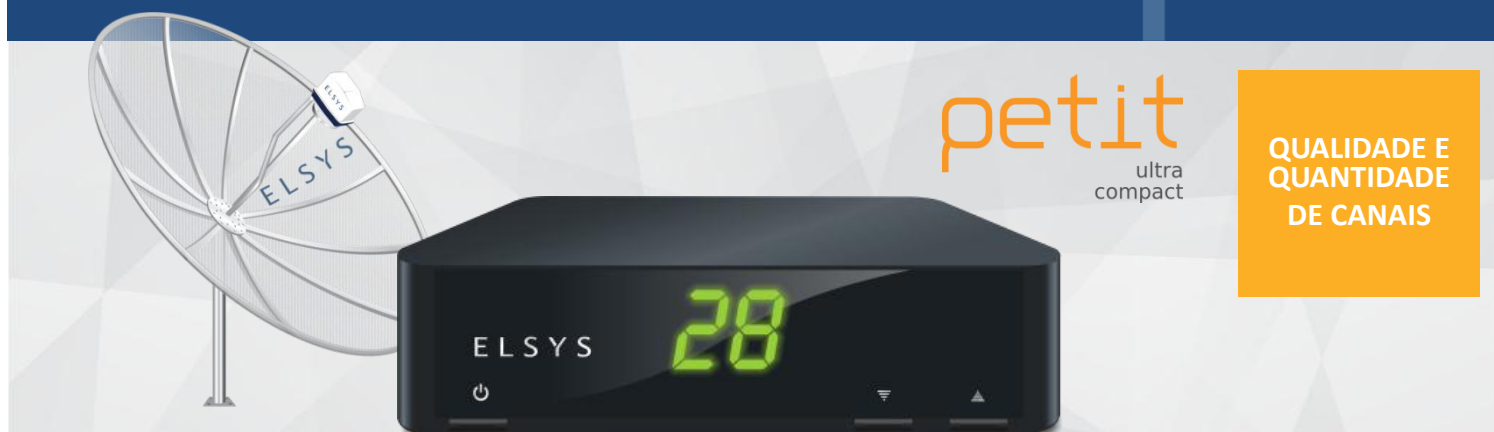 ELSYS
ELSYS
petit
ultra
compact
QUALIDADE E
QUANTIDADE
DE CANAIS
28
ELSYS